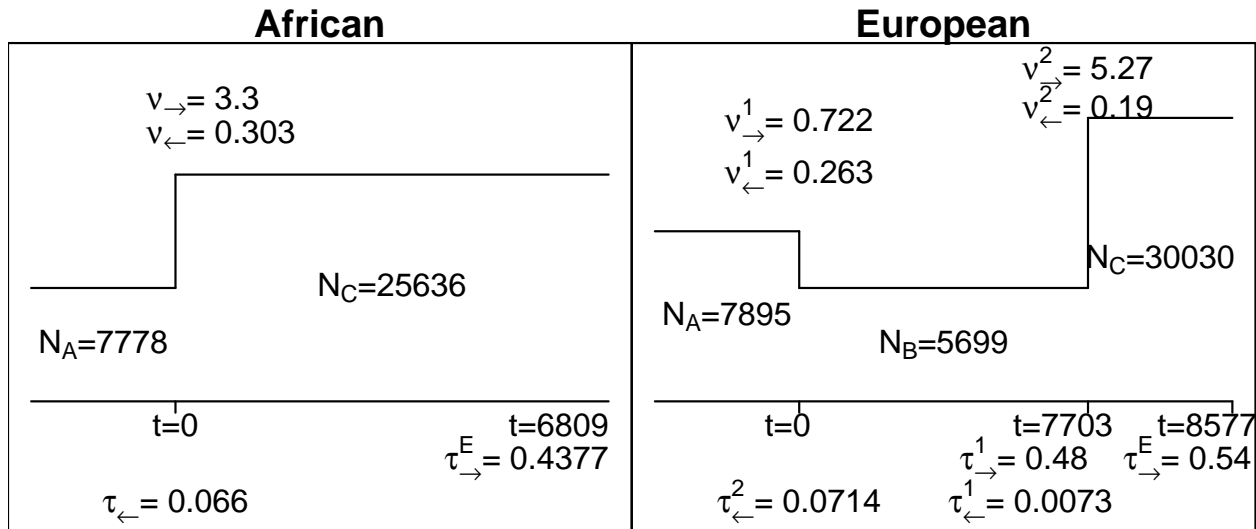 African
ν→= 3.3
ν←= 0.303
N_C=25636
N_A=7778
t=0 t=6809
τ→^E= 0.4377
τ←= 0.066
European
ν→^2= 5.27
ν←^2= 0.19
ν→^1= 0.722
ν←^1= 0.263
N_C=30030
N_A=7895
N_B=5699
t=0 t=7703 t=8577
τ→^1= 0.48 τ→^E= 0.54
τ←^2= 0.0714 τ←^1= 0.0073